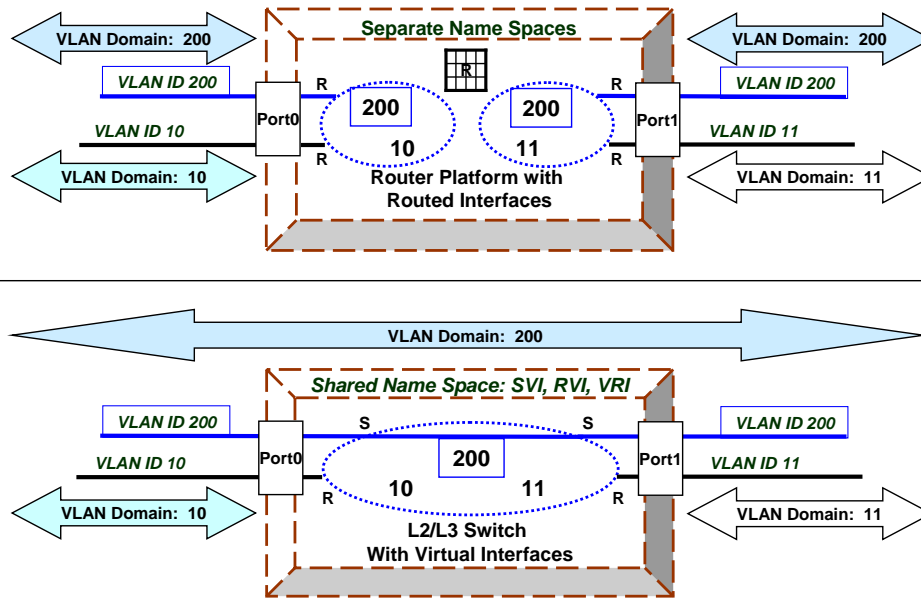 Separate Name Spaces
VLAN Domain: 200
VLAN Domain: 200
VLAN ID 200
R
R
R
VLAN ID 200
Port0
200
200
Port1
VLAN ID 10
10
11
VLAN ID 11
R
R
VLAN Domain: 10
Router Platform with
Routed Interfaces
VLAN Domain: 11
VLAN Domain: 200
Shared Name Space: SVI, RVI, VRI
VLAN ID 200
S
S
VLAN ID 200
Port0
200
Port1
VLAN ID 10
VLAN ID 11
R
10
11
R
VLAN Domain: 10
L2/L3 Switch
With Virtual Interfaces
VLAN Domain: 11